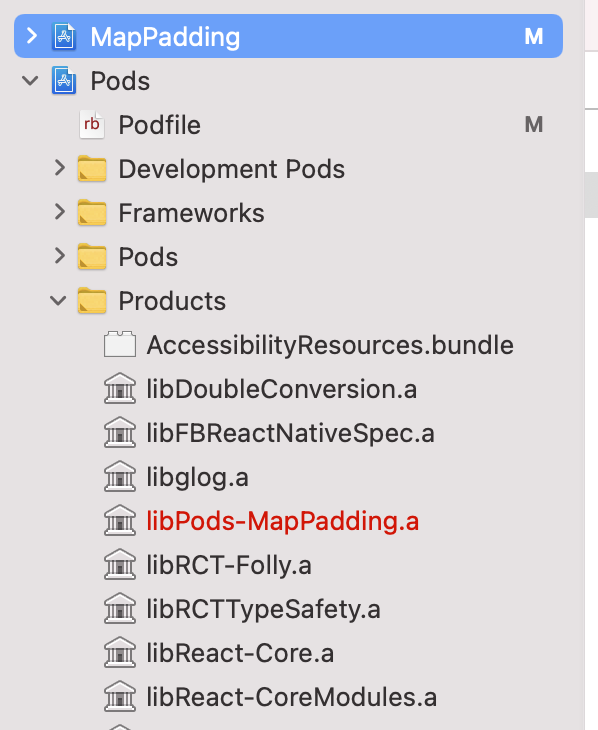 MapPadding M
Pods
rb Podfile M
Development Pods
Frameworks
Pods
Products
AccessibilityResources.bundle
libDoubleConversion.a
libFBReactNativeSpec.a
libglog.a
libPods-MapPadding.a
libRCT-Folly.a
libRCTTypeSafety.a
libReact-Core.a
libReact-CoreModules.a